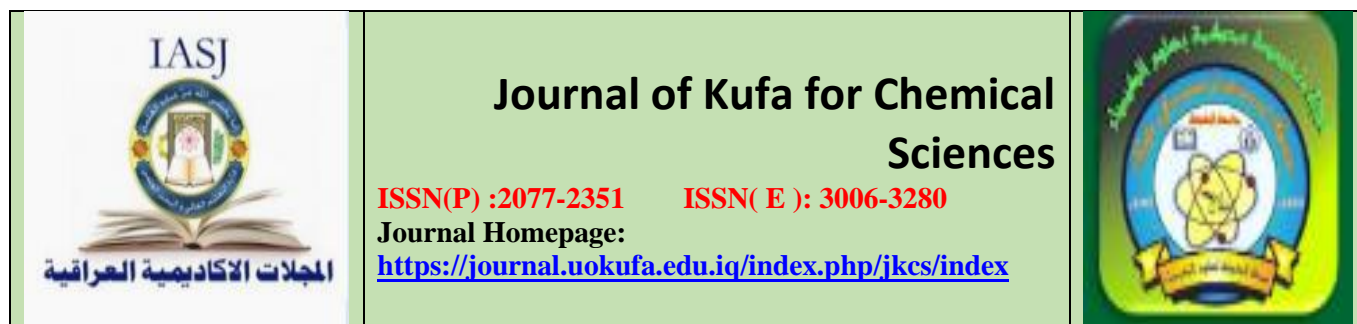 IASJ
المجلات الاكاديمية العراقية
Journal of Kufa for Chemical
Sciences
ISSN(P) :2077-2351 ISSN( E ): 3006-3280
Journal Homepage:
https://journal.uokufa.edu.iq/index.php/jkcs/index